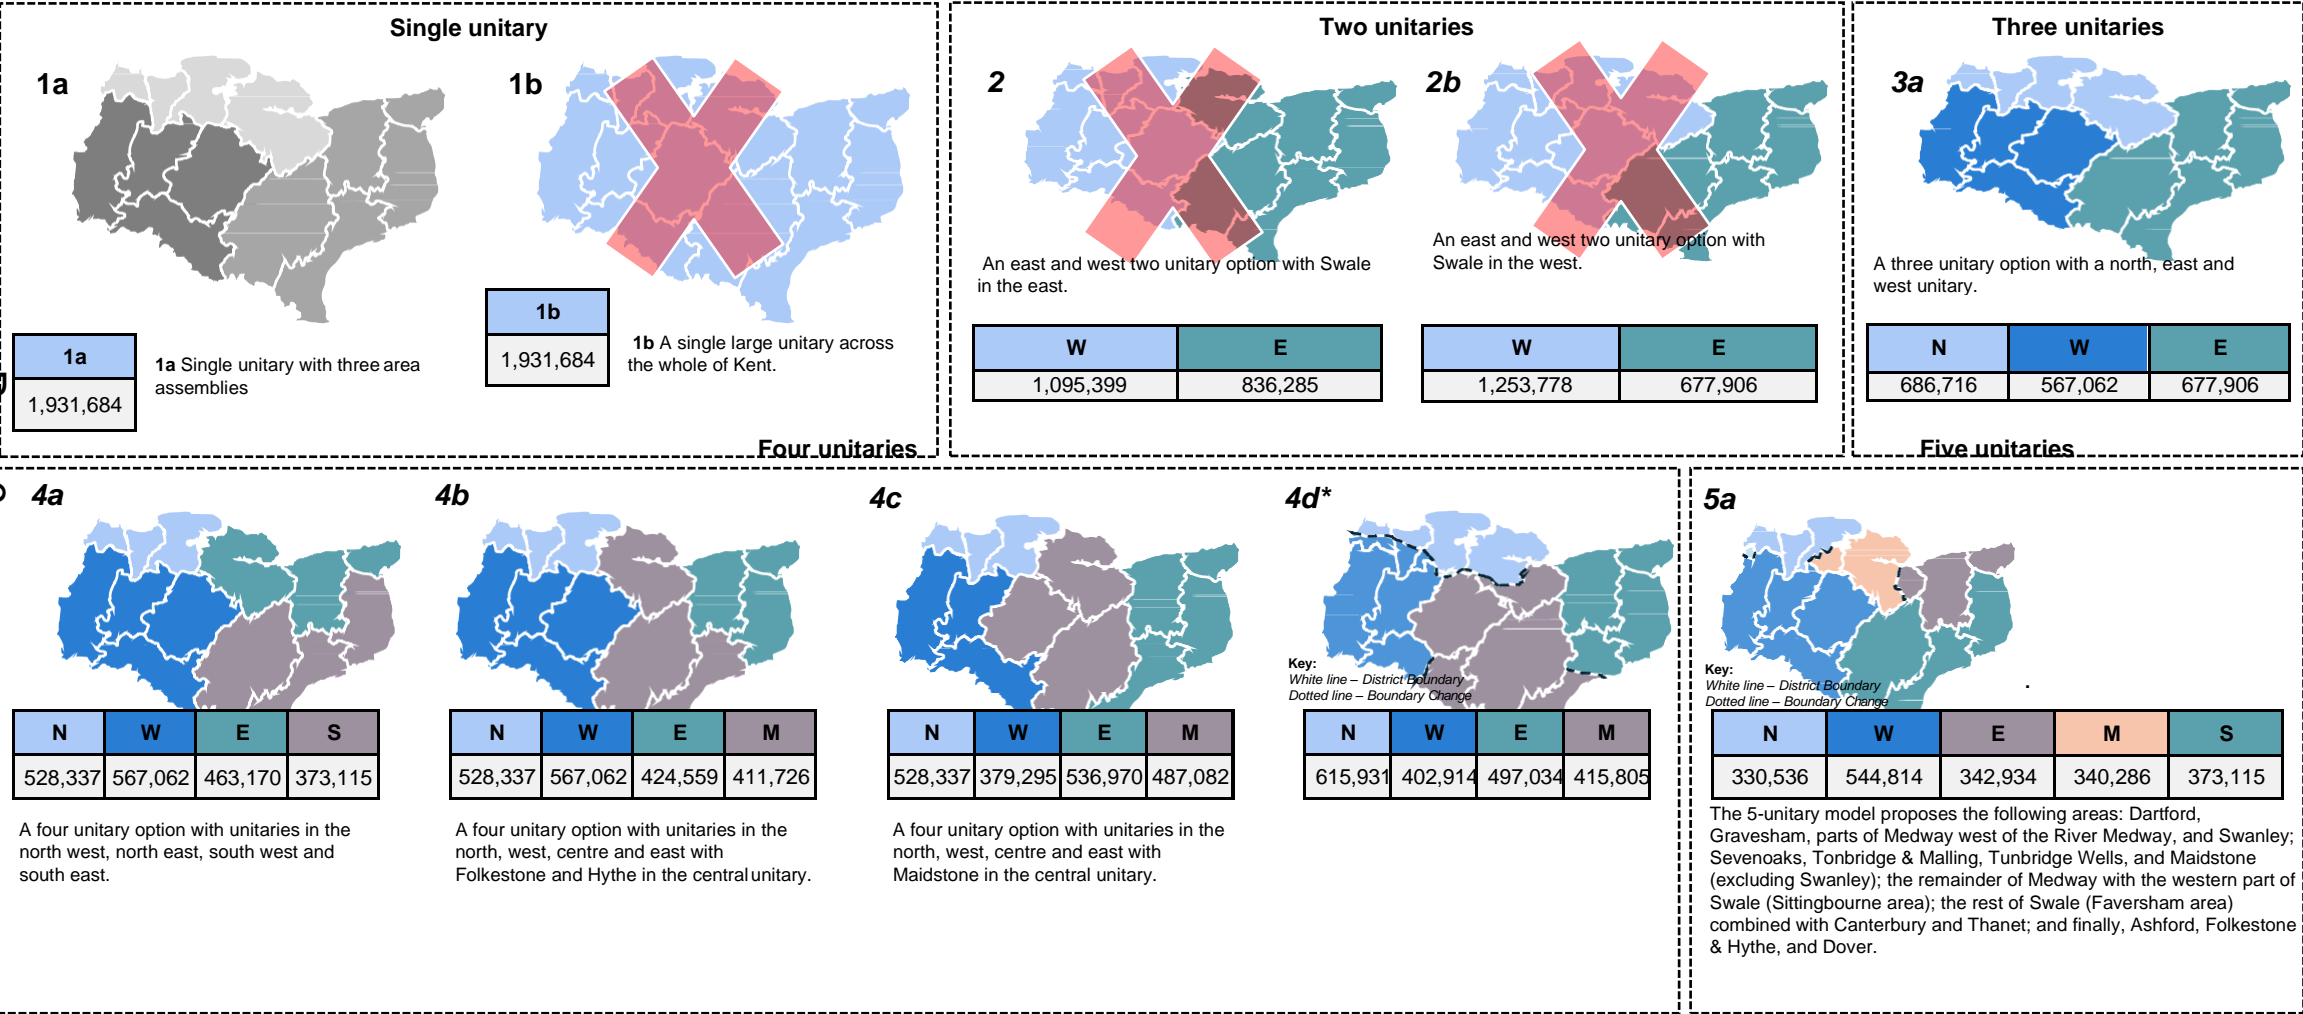 Single unitary
1a
1b
1b
1,931,684
1a
1,931,684
1a Single unitary with three area
assemblies
1b A single large unitary across
the whole of Kent.
Two unitaries
2
2b
An east and west two unitary option with Swale
in the east.
An east and west two unitary option with
Swale in the west.
W E
1,095,399 836,285
W E
1,253,778 677,906
Three unitaries
3a
A three unitary option with a north, east and
west unitary.
N W E
686,716 567,062 677,906
Four unitaries
4a
N W E S
528,337 567,062 463,170 373,115
A four unitary option with unitaries in the
north west, north east, south west and
south east.
4b
N W E M
528,337 567,062 424,559 411,726
A four unitary option with unitaries in the
north, west, centre and east with
Folkestone and Hythe in the central unitary.
4c
N W E M
528,337 379,295 536,970 487,082
A four unitary option with unitaries in the
north, west, centre and east with
Maidstone in the central unitary.
4d*
Key:
White line – District Boundary
Dotted line – Boundary Change
N W E M
615,931 402,914 497,034 415,805
Five unitaries
5a
Key:
White line – District Boundary
Dotted line – Boundary Change
.
N W E M S
330,536 544,814 342,934 340,286 373,115
The 5-unitary model proposes the following areas: Dartford,
Gravesham, parts of Medway west of the River Medway, and Swanley;
Sevenoaks, Tonbridge & Malling, Tunbridge Wells, and Maidstone
(excluding Swanley); the remainder of Medway with the western part of
Swale (Sittingbourne area); the rest of Swale (Faversham area)
combined with Canterbury and Thanet; and finally, Ashford, Folkestone
& Hythe, and Dover.